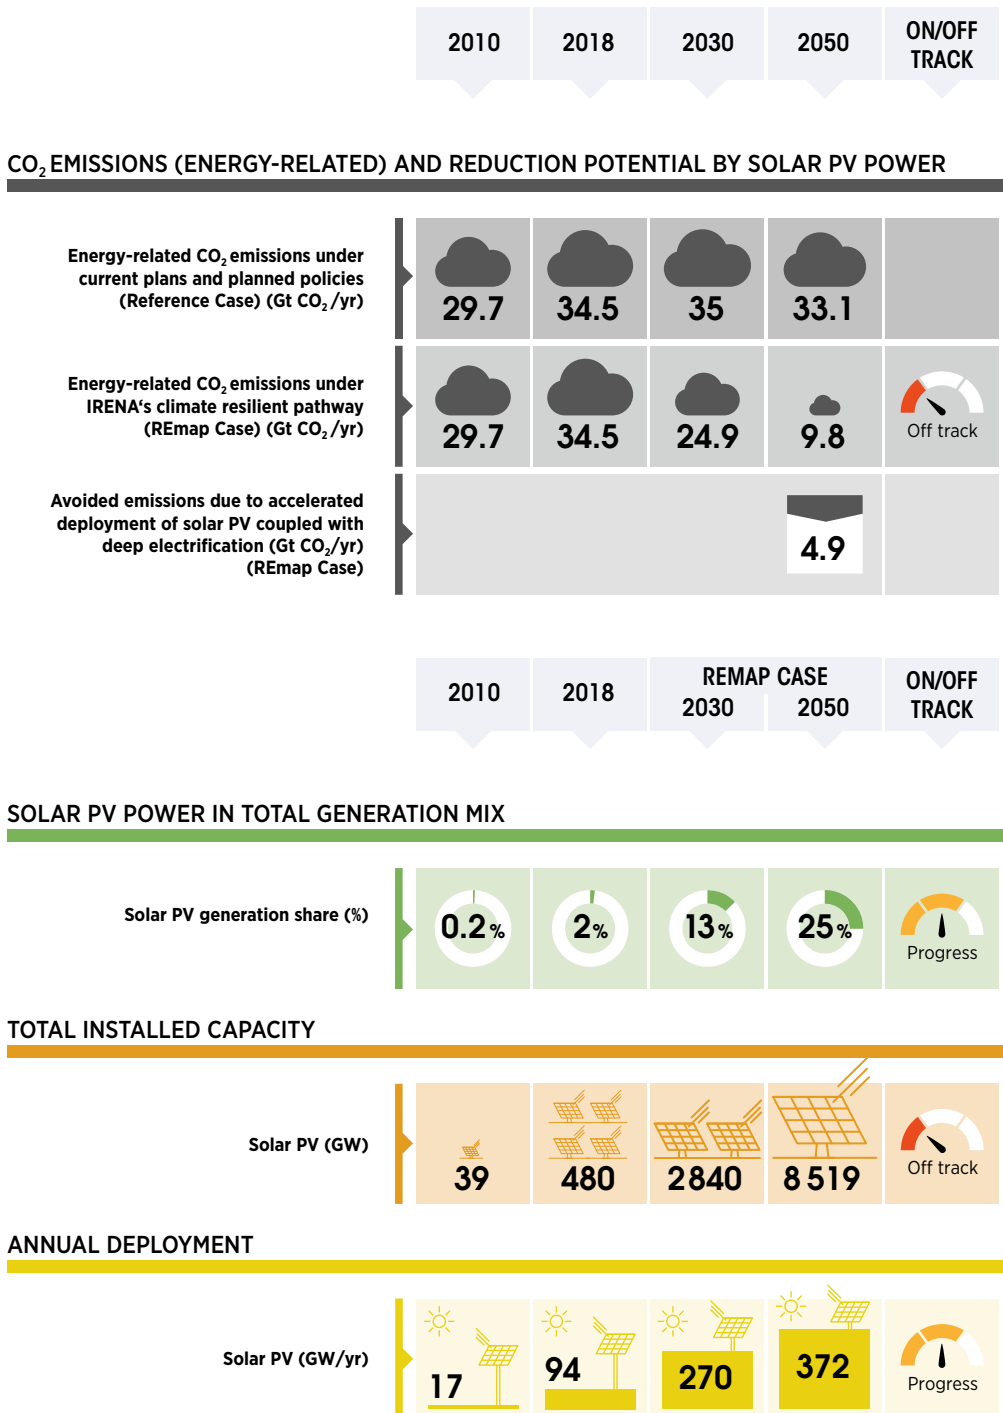 2010 2018 2030 2050 ON/OFF TRACK
CO₂ EMISSIONS (ENERGY-RELATED) AND REDUCTION POTENTIAL BY SOLAR PV POWER
Energy-related CO₂ emissions under
current plans and planned policies
(Reference Case) (Gt CO₂/yr)
29.7 34.5 35 33.1
Energy-related CO₂ emissions under
IRENA‘s climate resilient pathway
(REmap Case) (Gt CO₂/yr)
29.7 34.5 24.9 9.8 Off track
Avoided emissions due to accelerated
deployment of solar PV coupled with
deep electrification (Gt CO₂/yr)
(REmap Case)
4.9
REMAP CASE
2010 2018 2030 2050 ON/OFF TRACK
SOLAR PV POWER IN TOTAL GENERATION MIX
Solar PV generation share (%)
0.2% 2% 13% 25% Progress
TOTAL INSTALLED CAPACITY
Solar PV (GW)
39 480 2840 8 519 Off track
ANNUAL DEPLOYMENT
Solar PV (GW/yr)
17 94 270 372 Progress